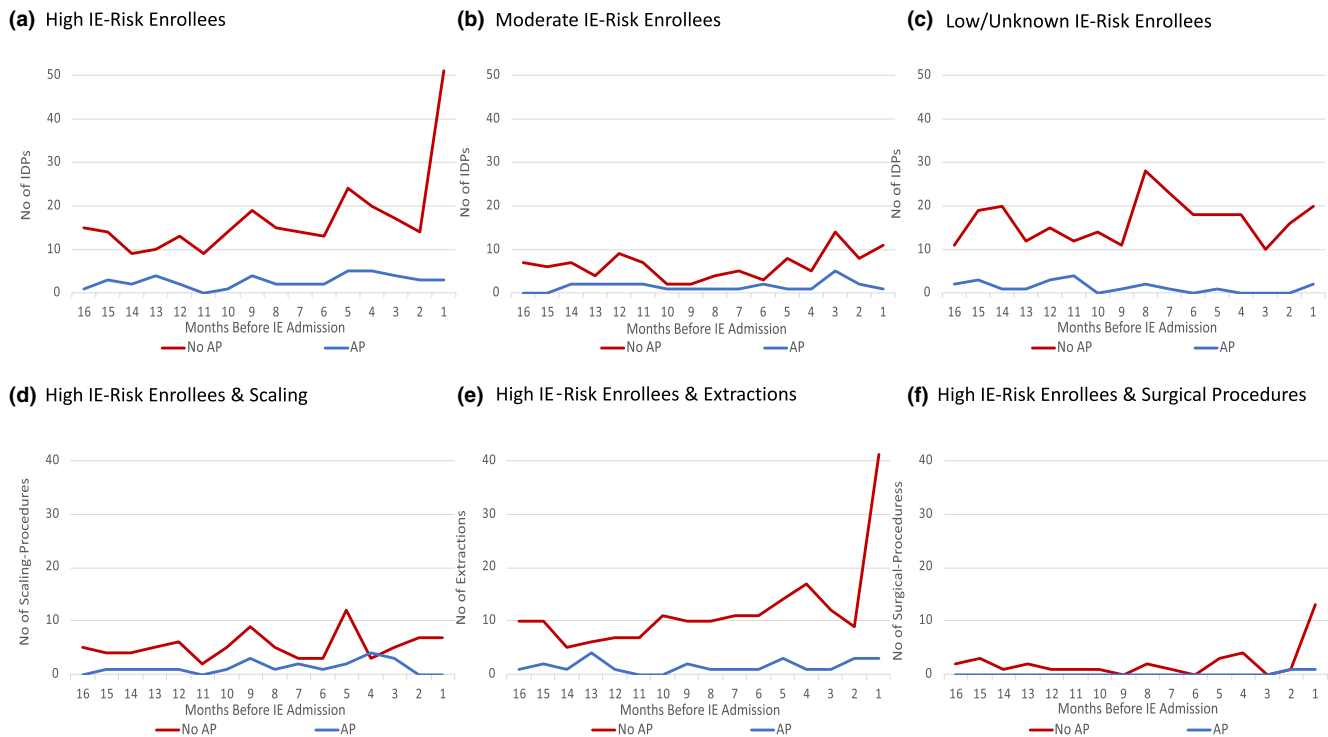 (a) High IE-Risk Enrollees
50
40
30
20
10
0
No of IDPs
16 15 14 13 12 11 10 9 8 7 6 5 4 3 2 1
Months Before IE Admission
No AP AP
(b) Moderate IE-Risk Enrollees
50
40
30
20
10
0
No of IDPs
16 15 14 13 12 11 10 9 8 7 6 5 4 3 2 1
Months Before IE Admission
No AP AP
(c) Low/Unknown IE-Risk Enrollees
50
40
30
20
10
0
No of IDPs
16 15 14 13 12 11 10 9 8 7 6 5 4 3 2 1
Months Before IE Admission
No AP AP
(d) High IE-Risk Enrollees & Scaling
40
30
20
10
0
No of Scaling-Procedures
16 15 14 13 12 11 10 9 8 7 6 5 4 3 2 1
Months Before IE Admission
No AP AP
(e) High IE-Risk Enrollees & Extractions
40
30
20
10
0
No of Extractions
16 15 14 13 12 11 10 9 8 7 6 5 4 3 2 1
Months Before IE Admission
No AP AP
(f) High IE-Risk Enrollees & Surgical Procedures
40
30
20
10
0
No of Surgical-Proceduress
16 15 14 13 12 11 10 9 8 7 6 5 4 3 2 1
Months Before IE Admission
No AP AP